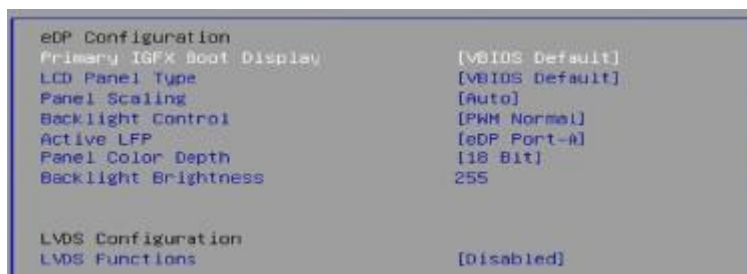 eDP Configuration
Primary IGFX Boot Display [VBIOS Default]
LCD Panel Type [VBIOS Default]
Panel Scaling [Auto]
Backlight Control [PWM Normal]
Active LFP [eDP Port-A]
Panel Color Depth [18 Bit]
Backlight Brightness 255
LVDS Configuration
LVDS Functions [Disabled]